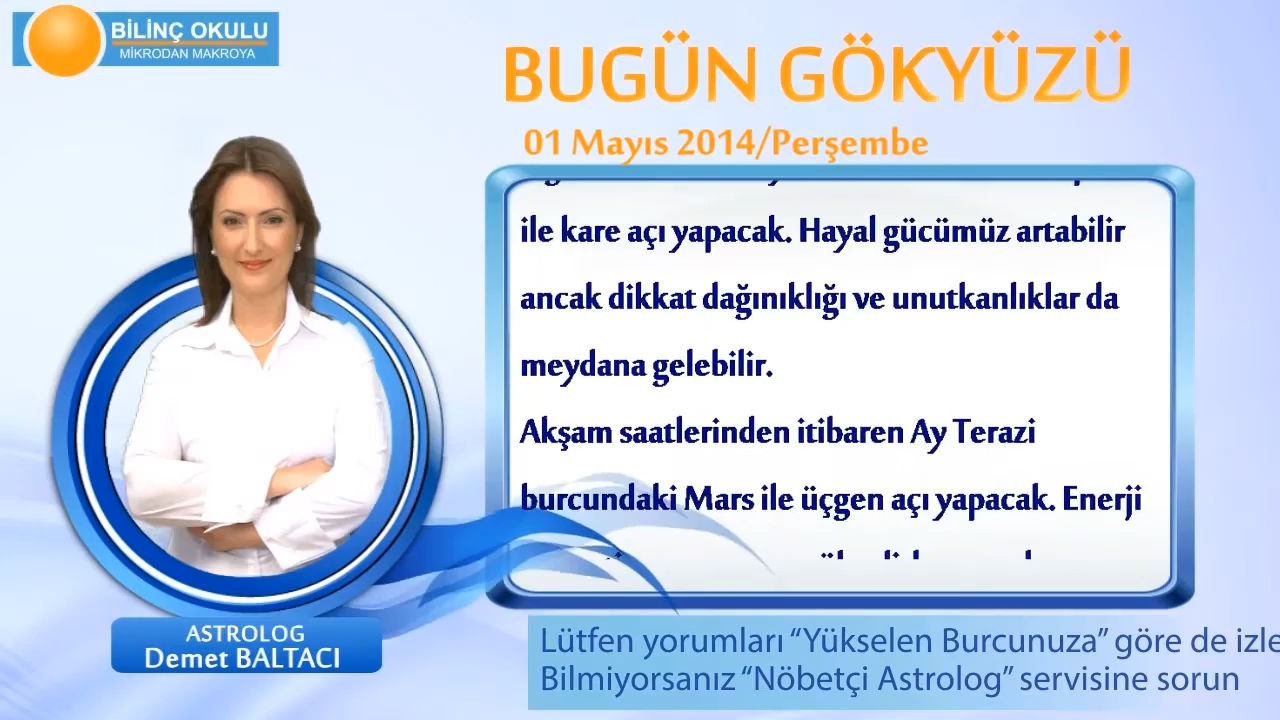 BİLİNÇ OKULU
MİKRODAN MAKROYA
BUGÜN GÖKYÜZÜ
01 Mayıs 2014/Perşembe
ile kare açı yapacak. Hayal gücümüz artabilir
ancak dikkat dağınıklığı ve unutkanlıklar da
meydana gelebilir.
Akşam saatlerinden itibaren Ay Terazi
burcundaki Mars ile üçgen açı yapacak. Enerji
ASTROLOG
Demet BALTACI
Lütfen yorumları “Yükselen Burcunuza” göre de izle
Bilmiyorsanız “Nöbetçi Astrolog” servisine sorun